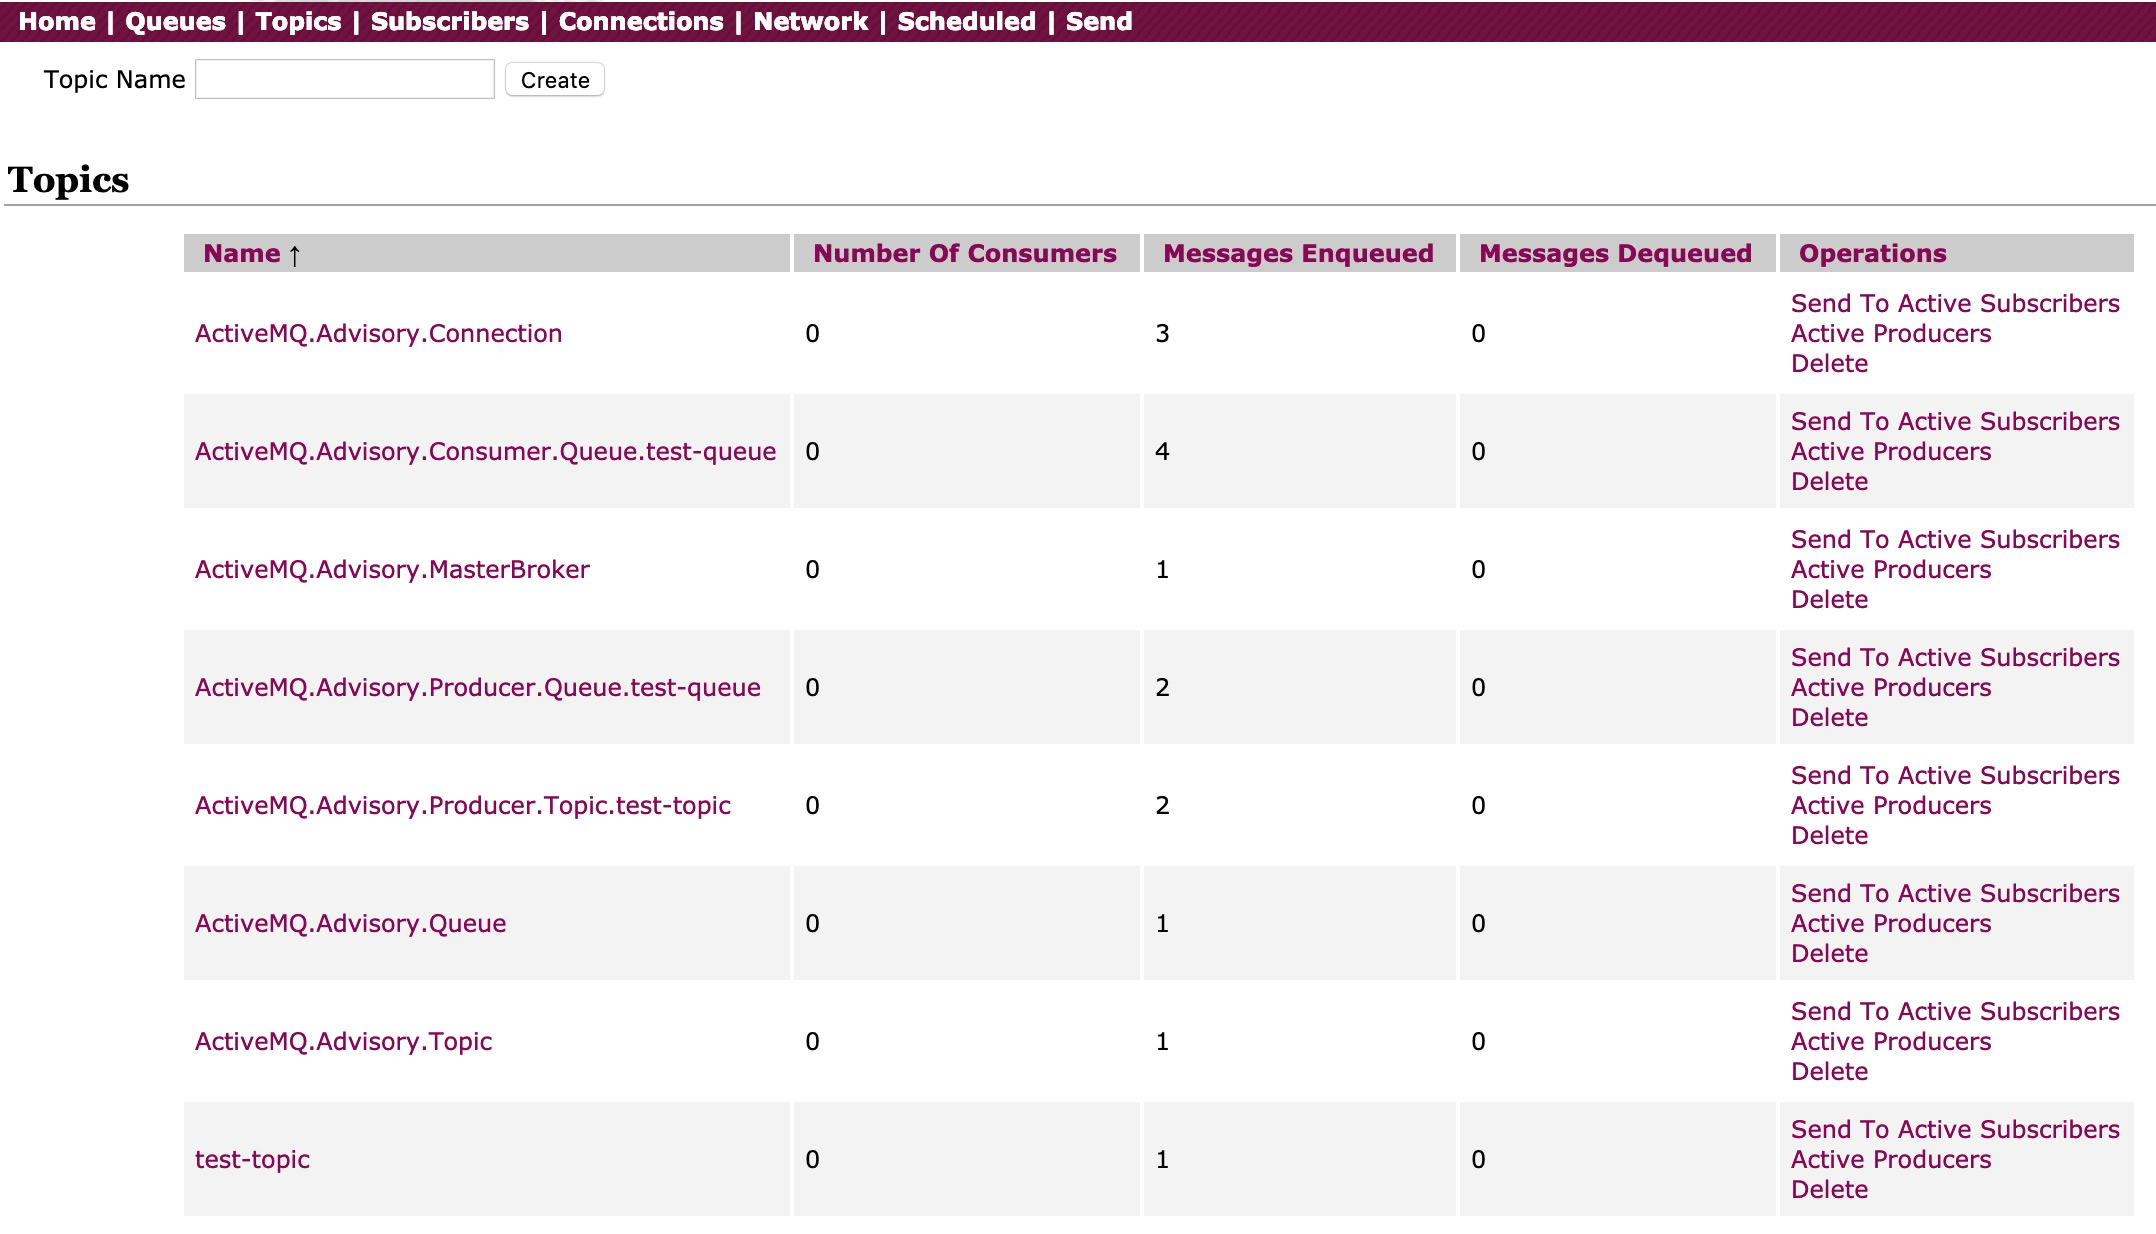 Home | Queues | Topics | Subscribers | Connections | Network | Scheduled | Send
Topic Name Create
Topics
Name ↑ Number Of Consumers Messages Enqueued Messages Dequeued Operations
ActiveMQ.Advisory.Connection 0 3 0 Send To Active Subscribers
Active Producers
Delete
ActiveMQ.Advisory.Consumer.Queue.test-queue 0 4 0 Send To Active Subscribers
Active Producers
Delete
ActiveMQ.Advisory.MasterBroker 0 1 0 Send To Active Subscribers
Active Producers
Delete
ActiveMQ.Advisory.Producer.Queue.test-queue 0 2 0 Send To Active Subscribers
Active Producers
Delete
ActiveMQ.Advisory.Producer.Topic.test-topic 0 2 0 Send To Active Subscribers
Active Producers
Delete
ActiveMQ.Advisory.Queue 0 1 0 Send To Active Subscribers
Active Producers
Delete
ActiveMQ.Advisory.Topic 0 1 0 Send To Active Subscribers
Active Producers
Delete
test-topic 0 1 0 Send To Active Subscribers
Active Producers
Delete